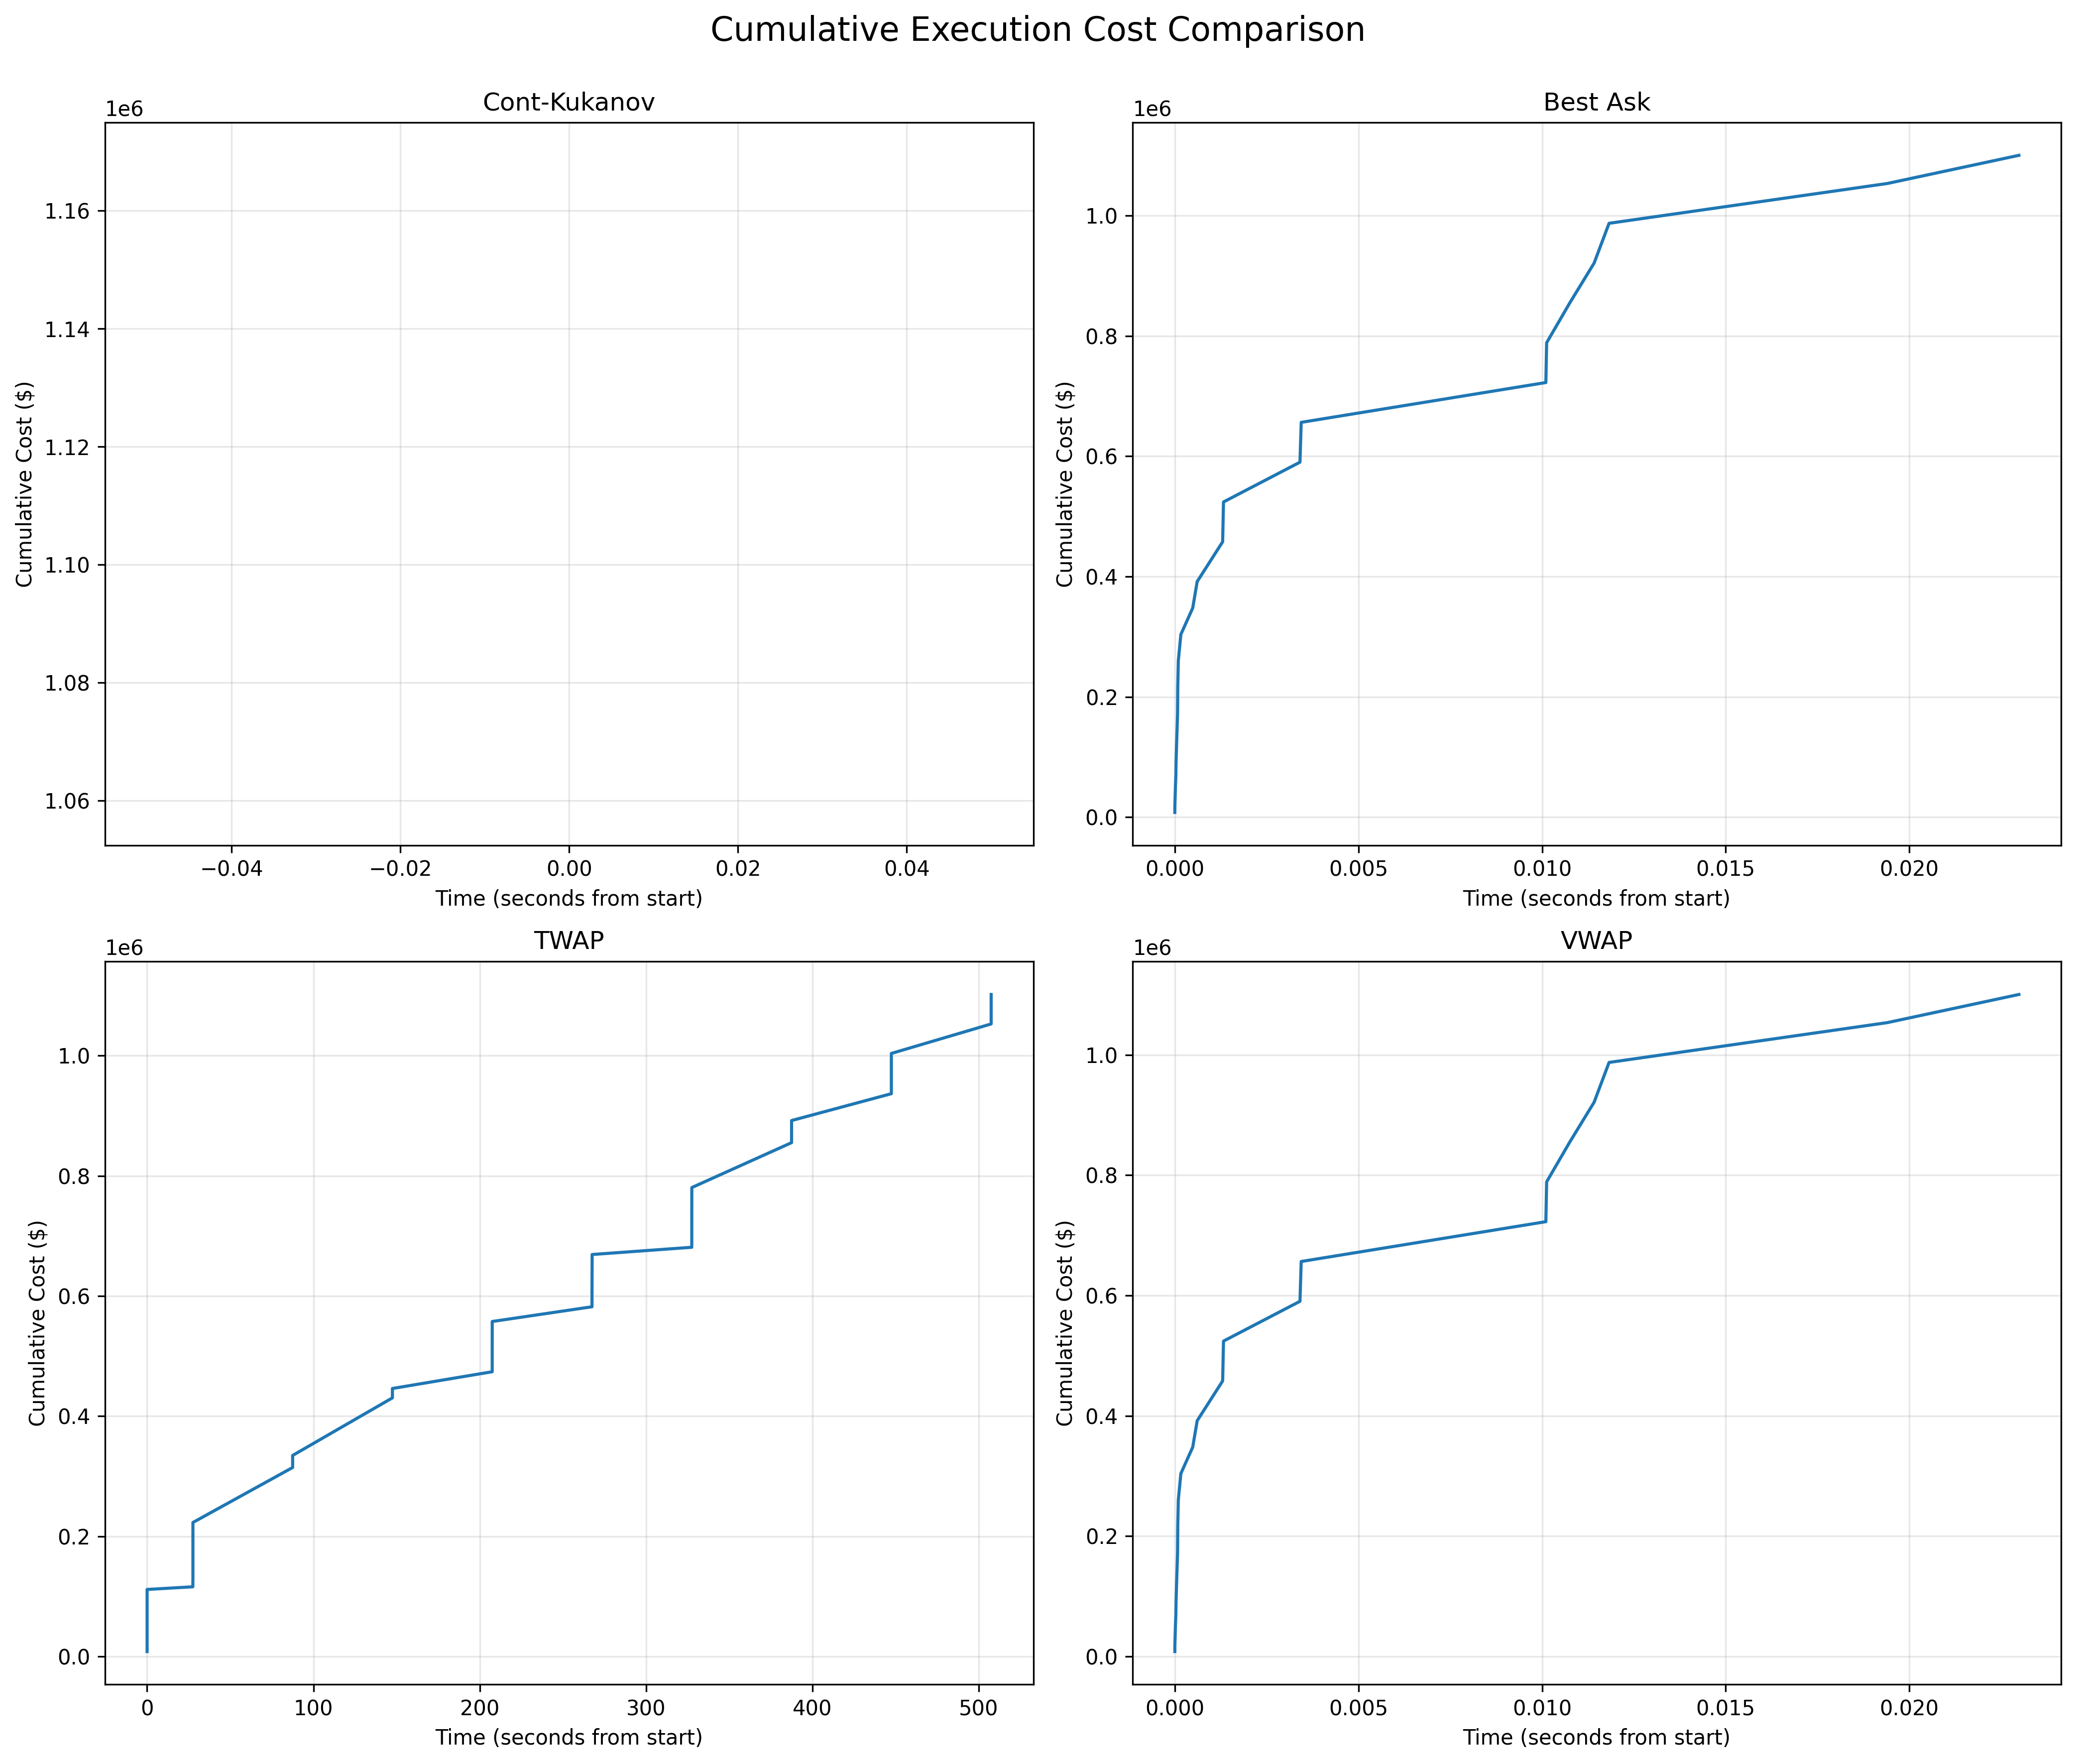 Cumulative Execution Cost Comparison
Cont-Kukanov
1e6
1.16
1.14
1.12
1.10
1.08
1.06
Cumulative Cost ($)
−0.04 −0.02 0.00 0.02 0.04
Time (seconds from start)
Best Ask
1e6
1.0
0.8
0.6
0.4
0.2
0.0
Cumulative Cost ($)
0.000 0.005 0.010 0.015 0.020
Time (seconds from start)
TWAP
1e6
1.0
0.8
0.6
0.4
0.2
0.0
Cumulative Cost ($)
0 100 200 300 400 500
Time (seconds from start)
VWAP
1e6
1.0
0.8
0.6
0.4
0.2
0.0
Cumulative Cost ($)
0.000 0.005 0.010 0.015 0.020
Time (seconds from start)